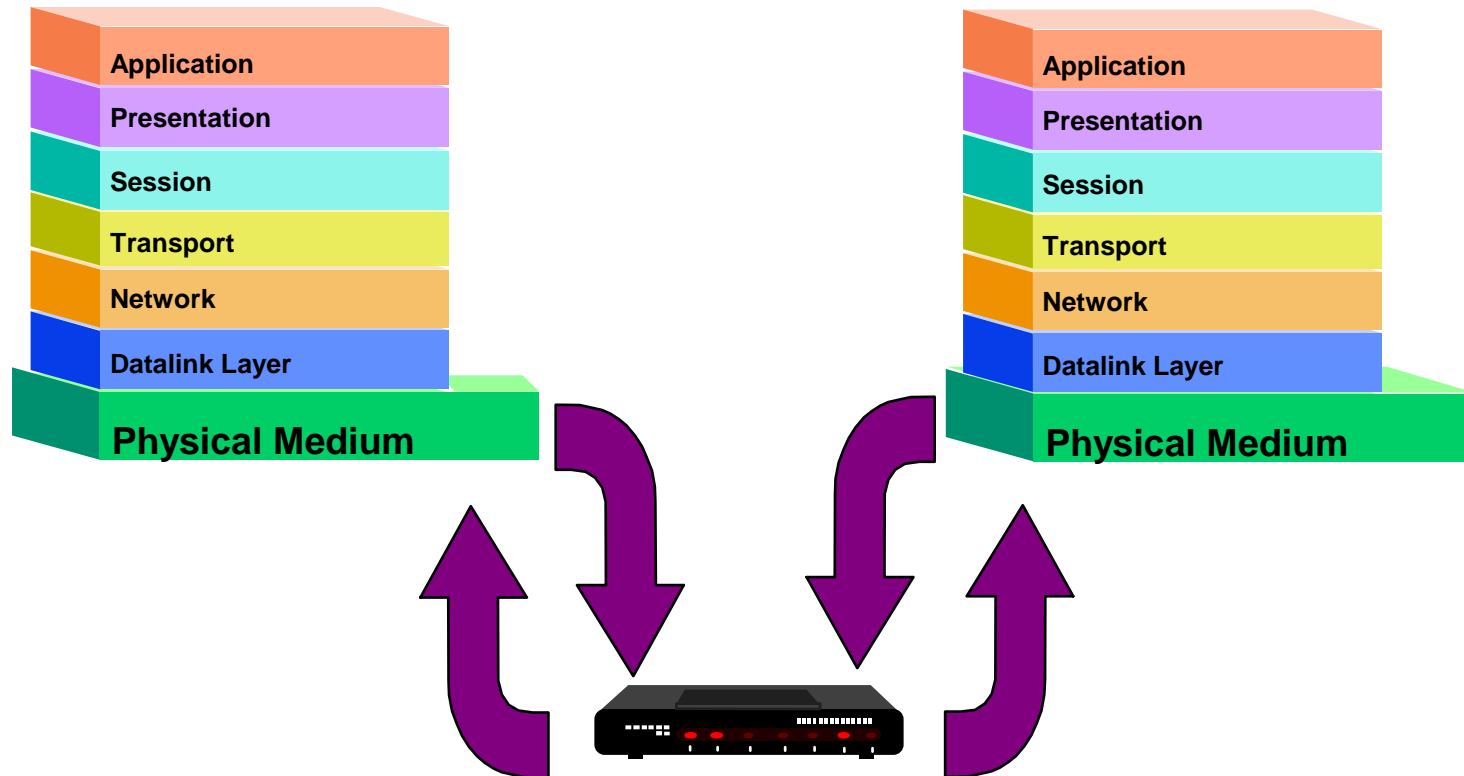 Application
Presentation
Session
Transport
Network
Datalink Layer
Physical Medium
Application
Presentation
Session
Transport
Network
Datalink Layer
Physical Medium